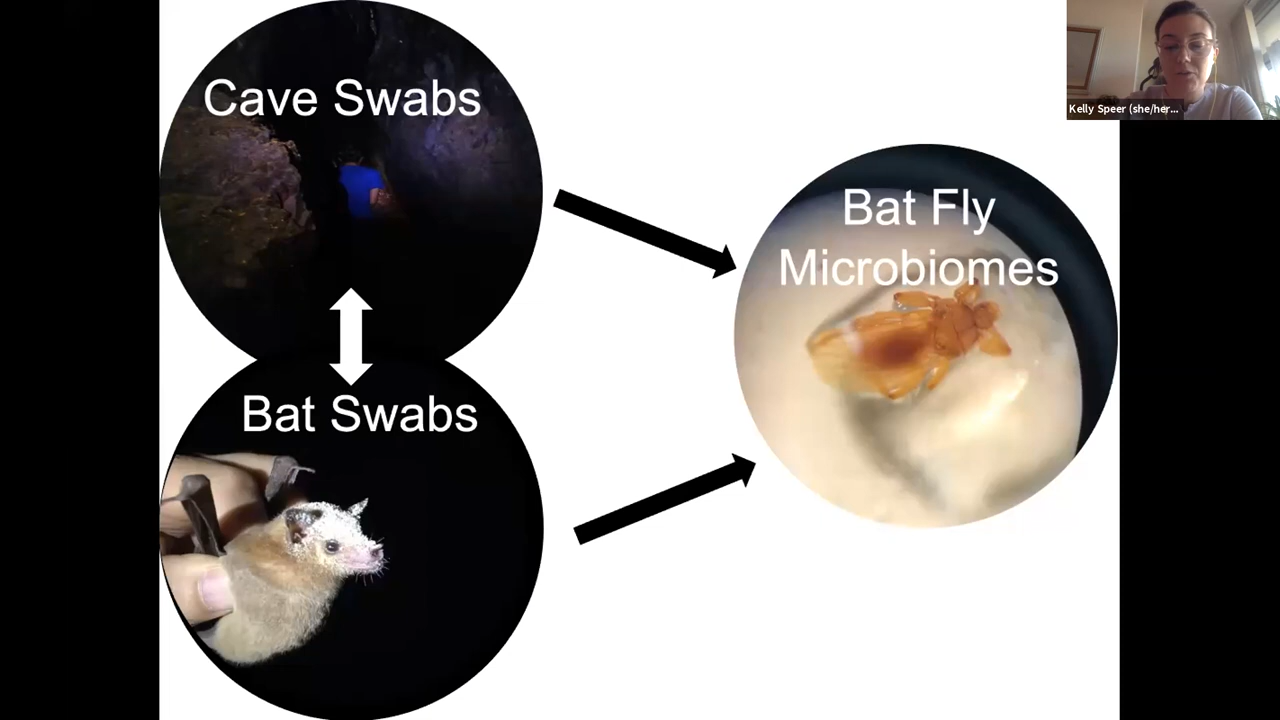 Cave Swabs
Bat Swabs
Bat Fly
Microbiomes
Kelly Speer (she/her...